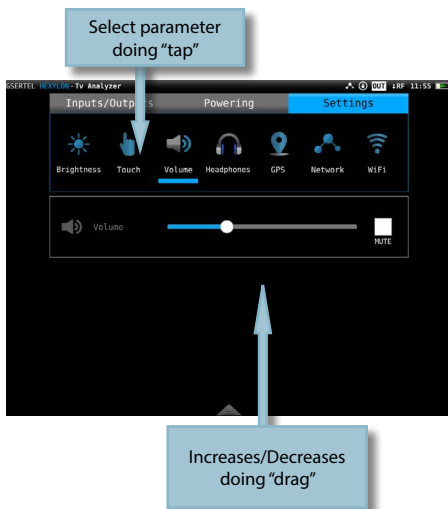 Select parameter
doing "tap"
GSERTEL HEXYLON-Tv Analyzer OUT ↓RF 11:55
Inputs/Outputs Powering Settings
Brightness Touch Volume Headphones GPS Network WiFi
Volume
MUTE
Increases/Decreases
doing "drag"